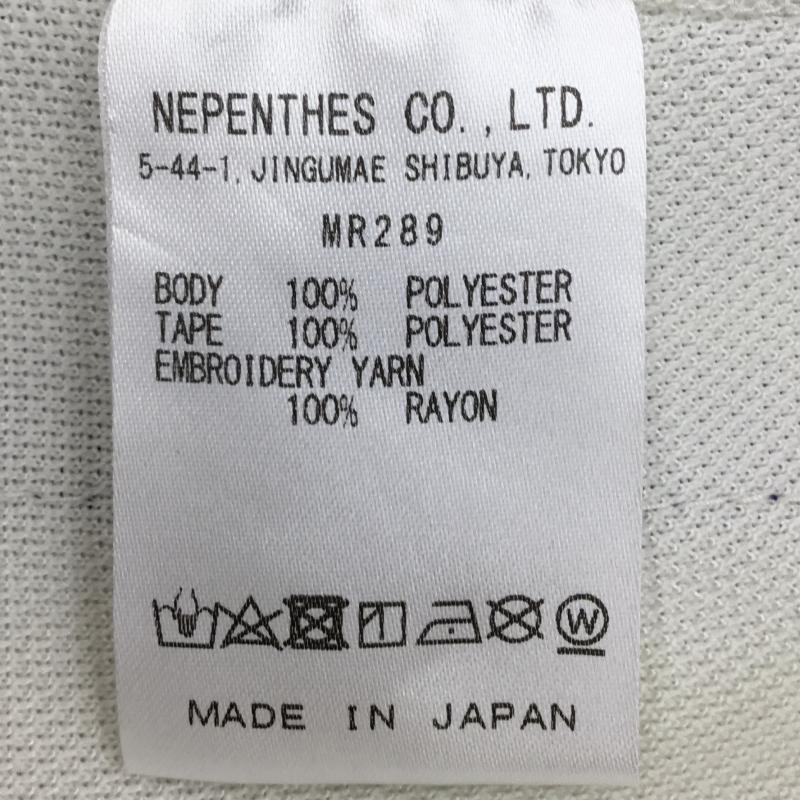 NEPENTHES CO., LTD.
5-44-1, JINGUMAE SHIBUYA, TOKYO
MR289
BODY 100% POLYESTER
TAPE 100% POLYESTER
EMBROIDERY YARN
100% RAYON
W
MADE IN JAPAN